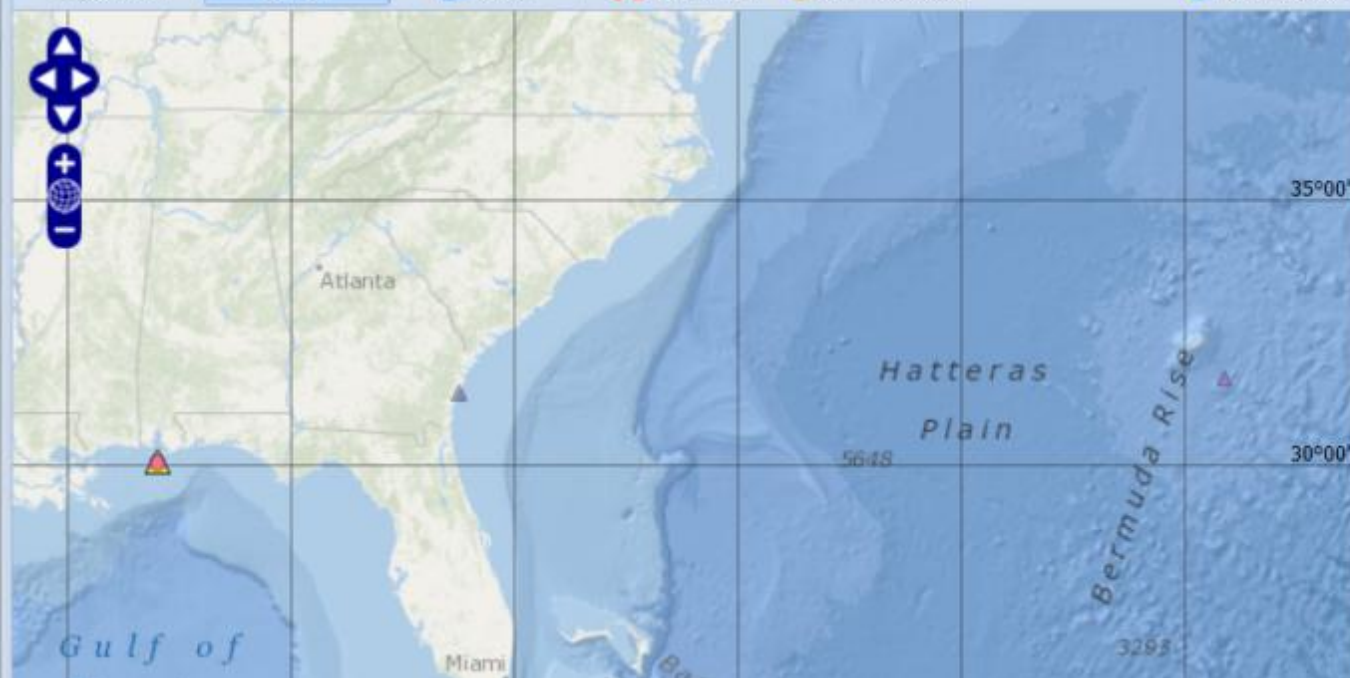 35°00'
Atlanta
Hatteras
Plain
Bermuda Rise
5648
30°00'
Gulf of
3293
Miami